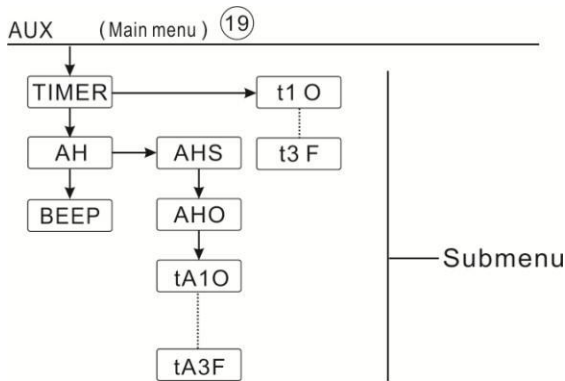 AUX (Main menu) 19
TIMER t1 O
AH AHS t3 F
BEEP AHO
Submenu
tA1O
tA3F